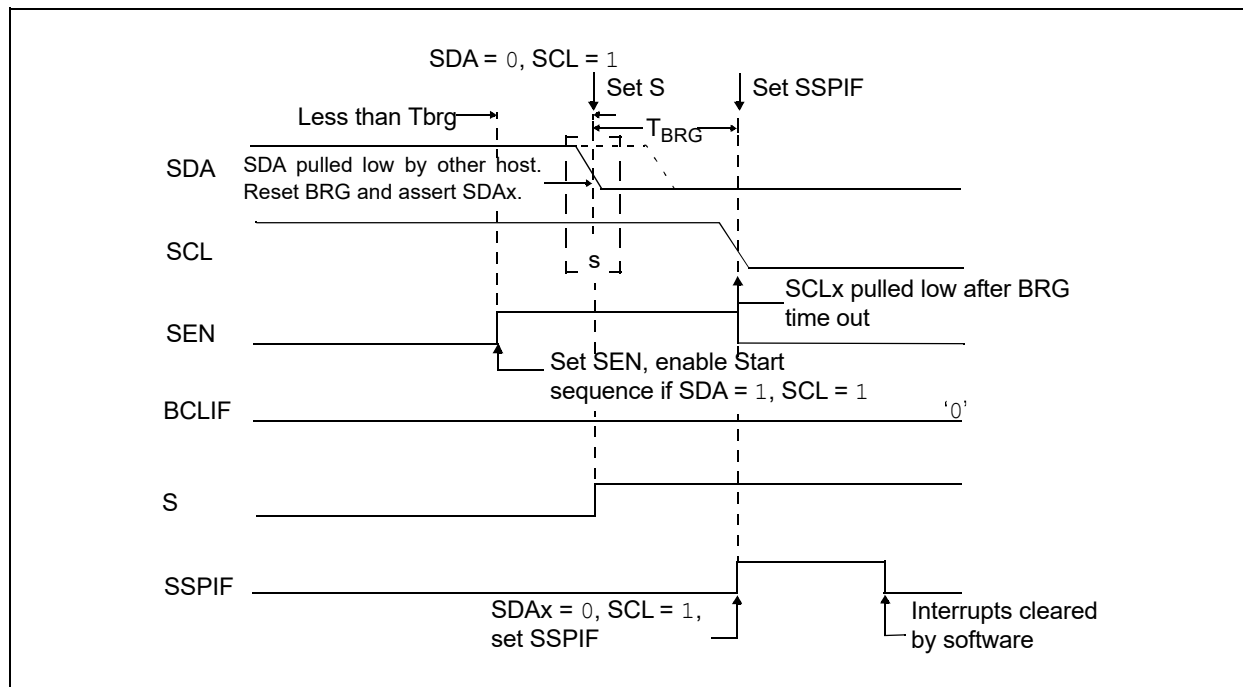 SDA = 0, SCL = 1
Set S
Set SSPIF
Less than Tbrg
TBRG
SDA
SDA pulled low by other host.
Reset BRG and assert SDAx.
SCL
s
SCLx pulled low after BRG
time out
SEN
Set SEN, enable Start
sequence if SDA = 1, SCL = 1
BCLIF
‘0’
S
SSPIF
SDAx = 0, SCL = 1,
set SSPIF
Interrupts cleared
by software